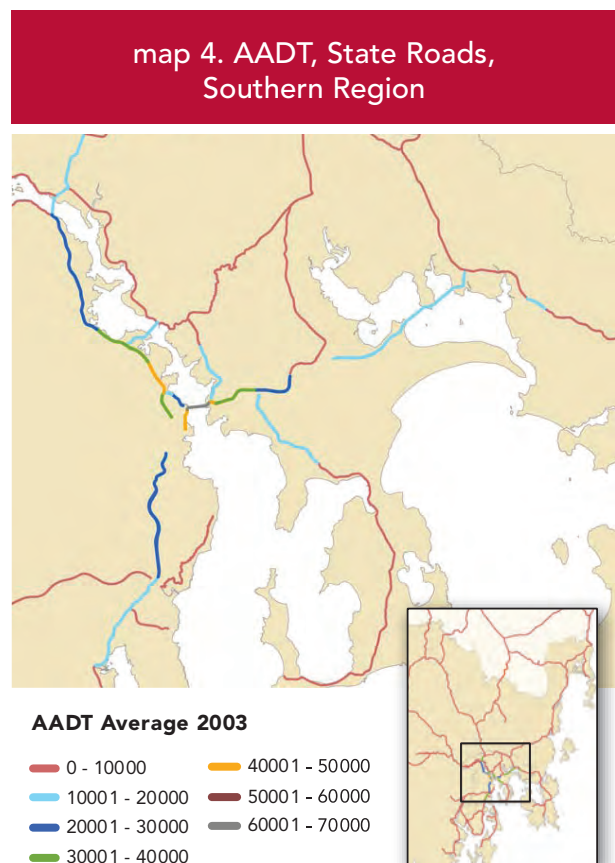 map 4. AADT, State Roads,
Southern Region
AADT Average 2003
0 - 10000
10001 - 20000
20001 - 30000
30001 - 40000
40001 - 50000
50001 - 60000
60001 - 70000